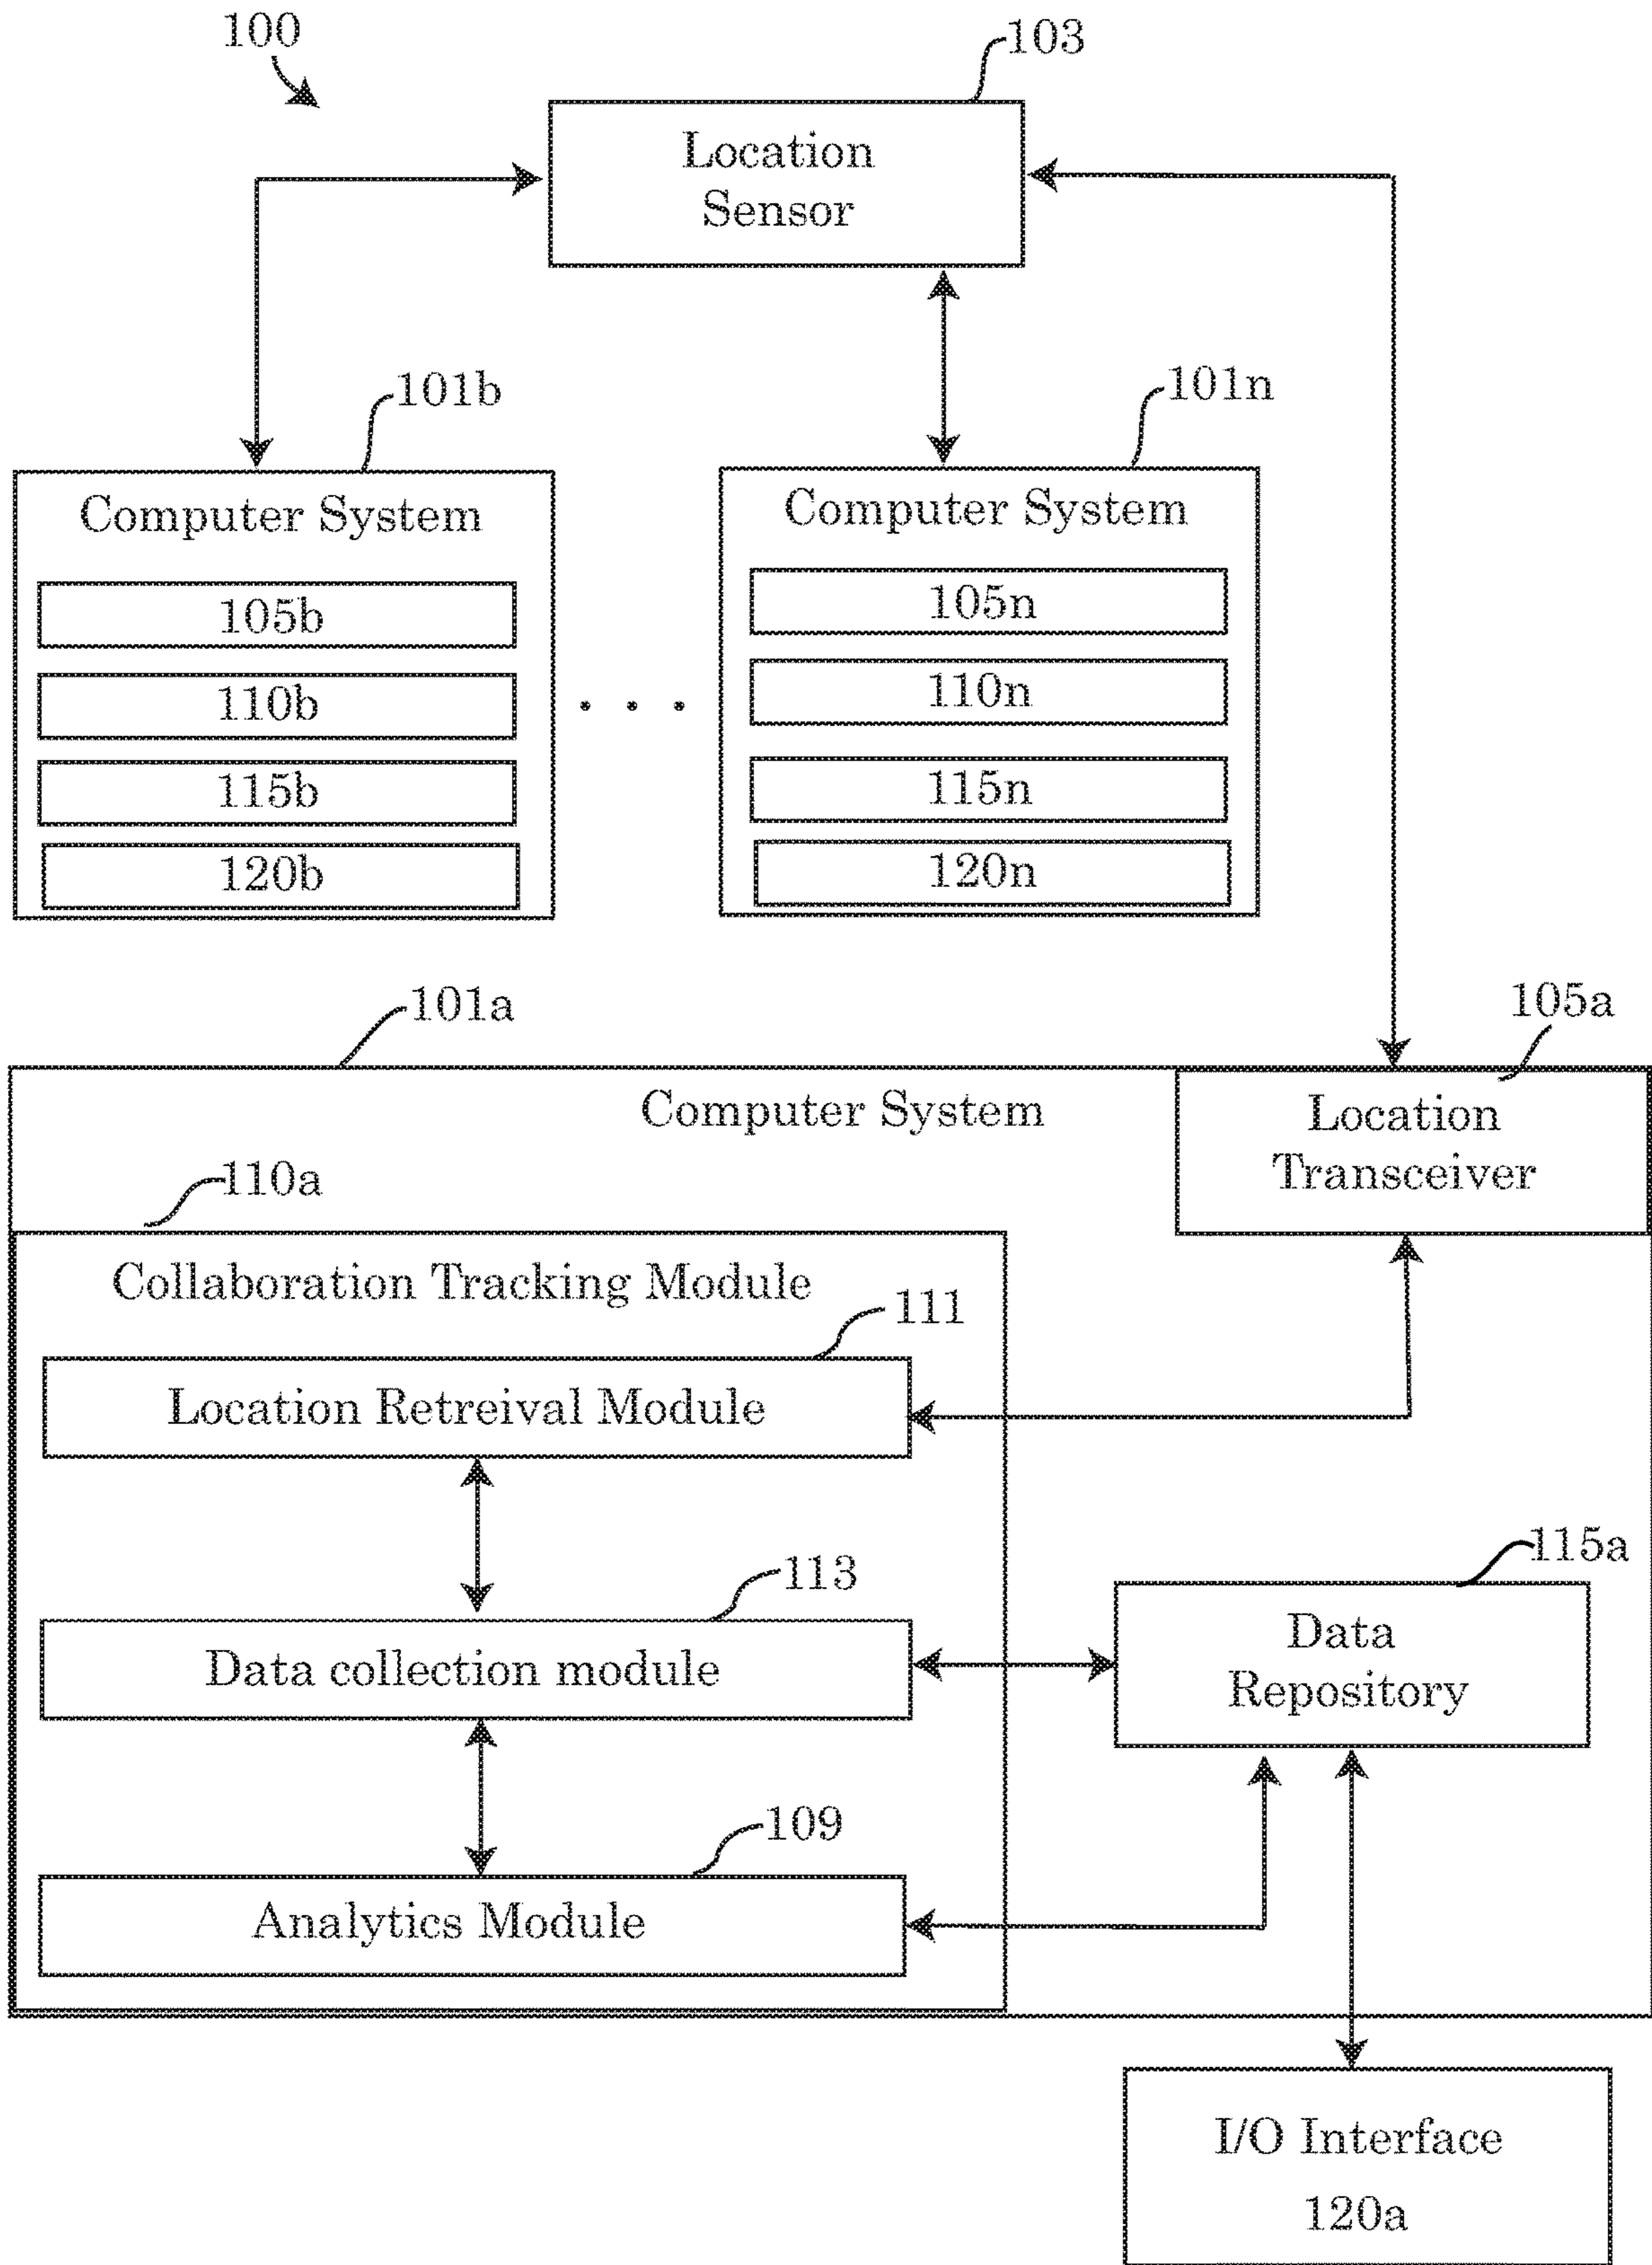 100
103
Location
Sensor
101b
101n
Computer System
Computer System
105b
105n
110b
110n
. . .
115b
115n
120b
120n
101a
105a
Computer System
Location
Transceiver
110a
Collaboration Tracking Module
111
Location Retreival Module
113
115a
Data collection module
Data
Repository
109
Analytics Module
I/O Interface
120a